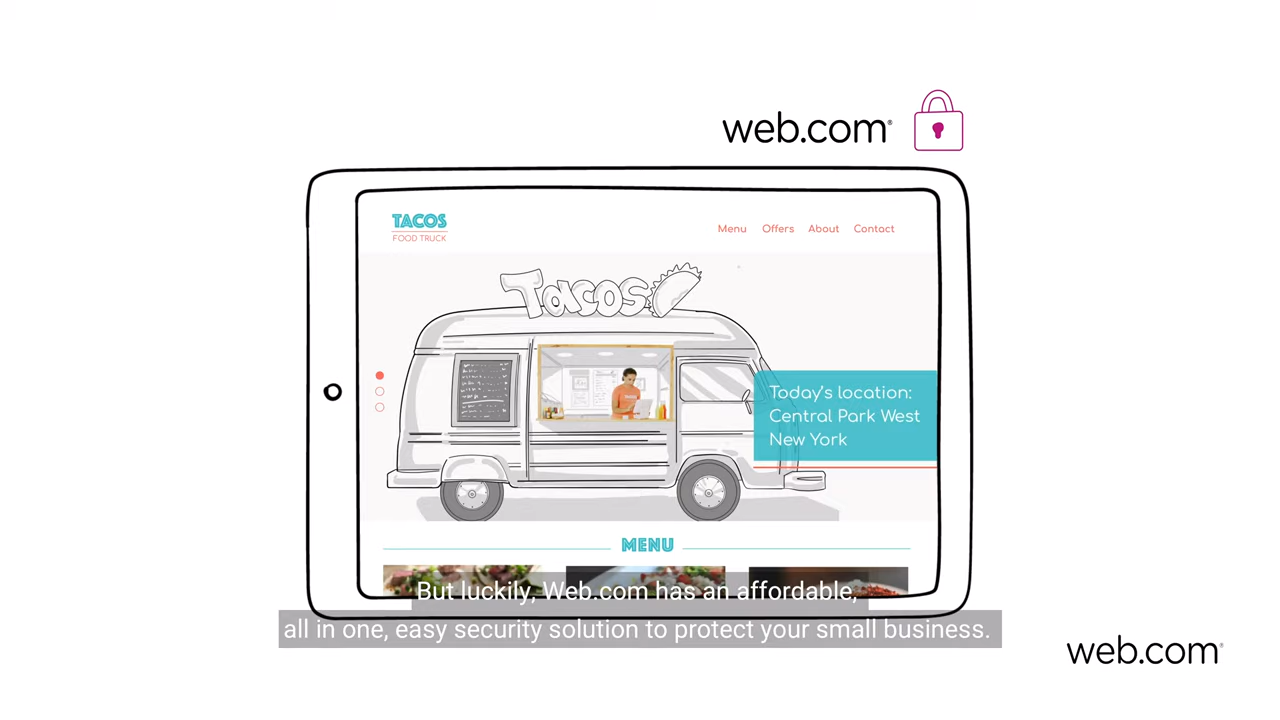 web.com®
TACOS
FOOD TRUCK
Menu Offers About Contact
Tacos
Today's location:
Central Park West
New York
MENU
But luckily, Web.com has an affordable,
all in one, easy security solution to protect your small business.
web.com®